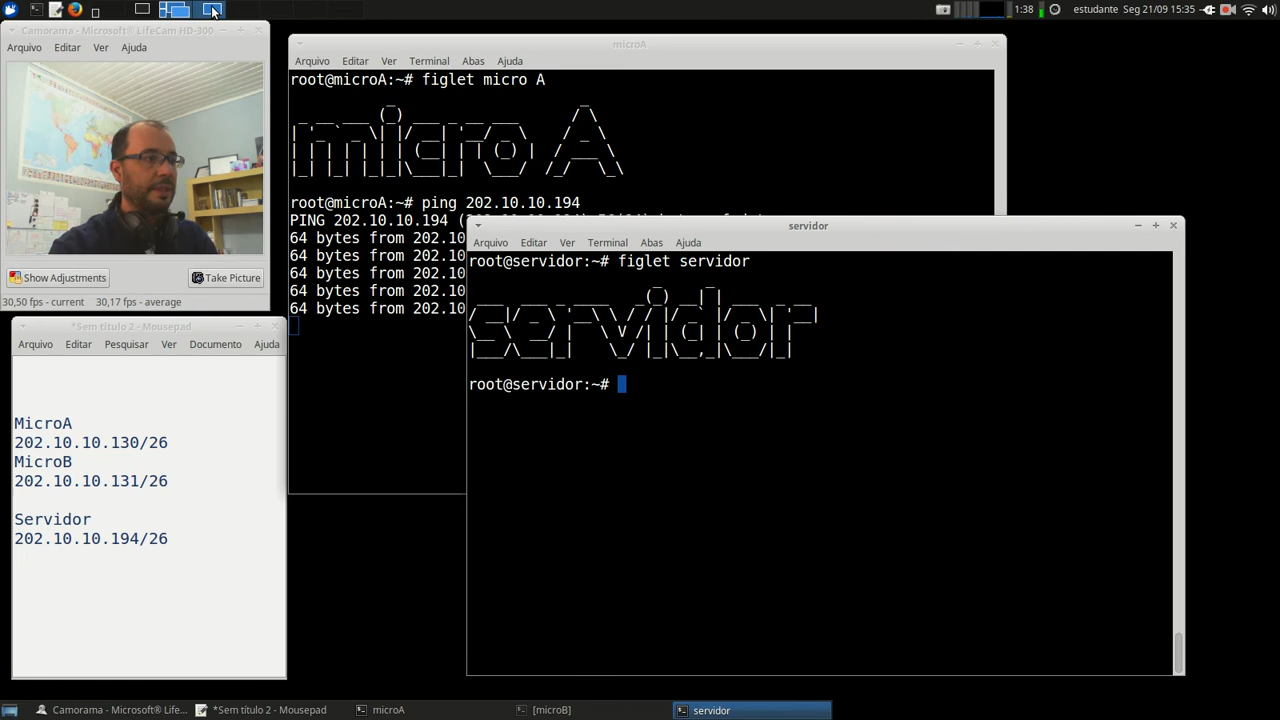 1:38
estudante Seg 21/09 15:35
Camorama - Microsoft® LifeCam HD-300
Arquivo Editar Ver Ajuda
Show Adjustments Take Picture
30,50 fps - current 30,17 fps - average
*Sem título 2 - Mousepad
Arquivo Editar Pesquisar Ver Documento Ajuda
MicroA
202.10.10.130/26
MicroB
202.10.10.131/26
Servidor
202.10.10.194/26
microA
Arquivo Editar Ver Terminal Abas Ajuda
root@microA:~# figlet micro A
micro A
root@microA:~# ping 202.10.10.194
PING 202.10.10.194
64 bytes from 202.10
64 bytes from 202.10
64 bytes from 202.10
64 bytes from 202.10
64 bytes from 202.10
servidor
Arquivo Editar Ver Terminal Abas Ajuda
root@servidor:~# figlet servidor
servidor
root@servidor:~#
Camorama - Microsoft® LifeC... *Sem título 2 - Mousepad microA [microB] servidor